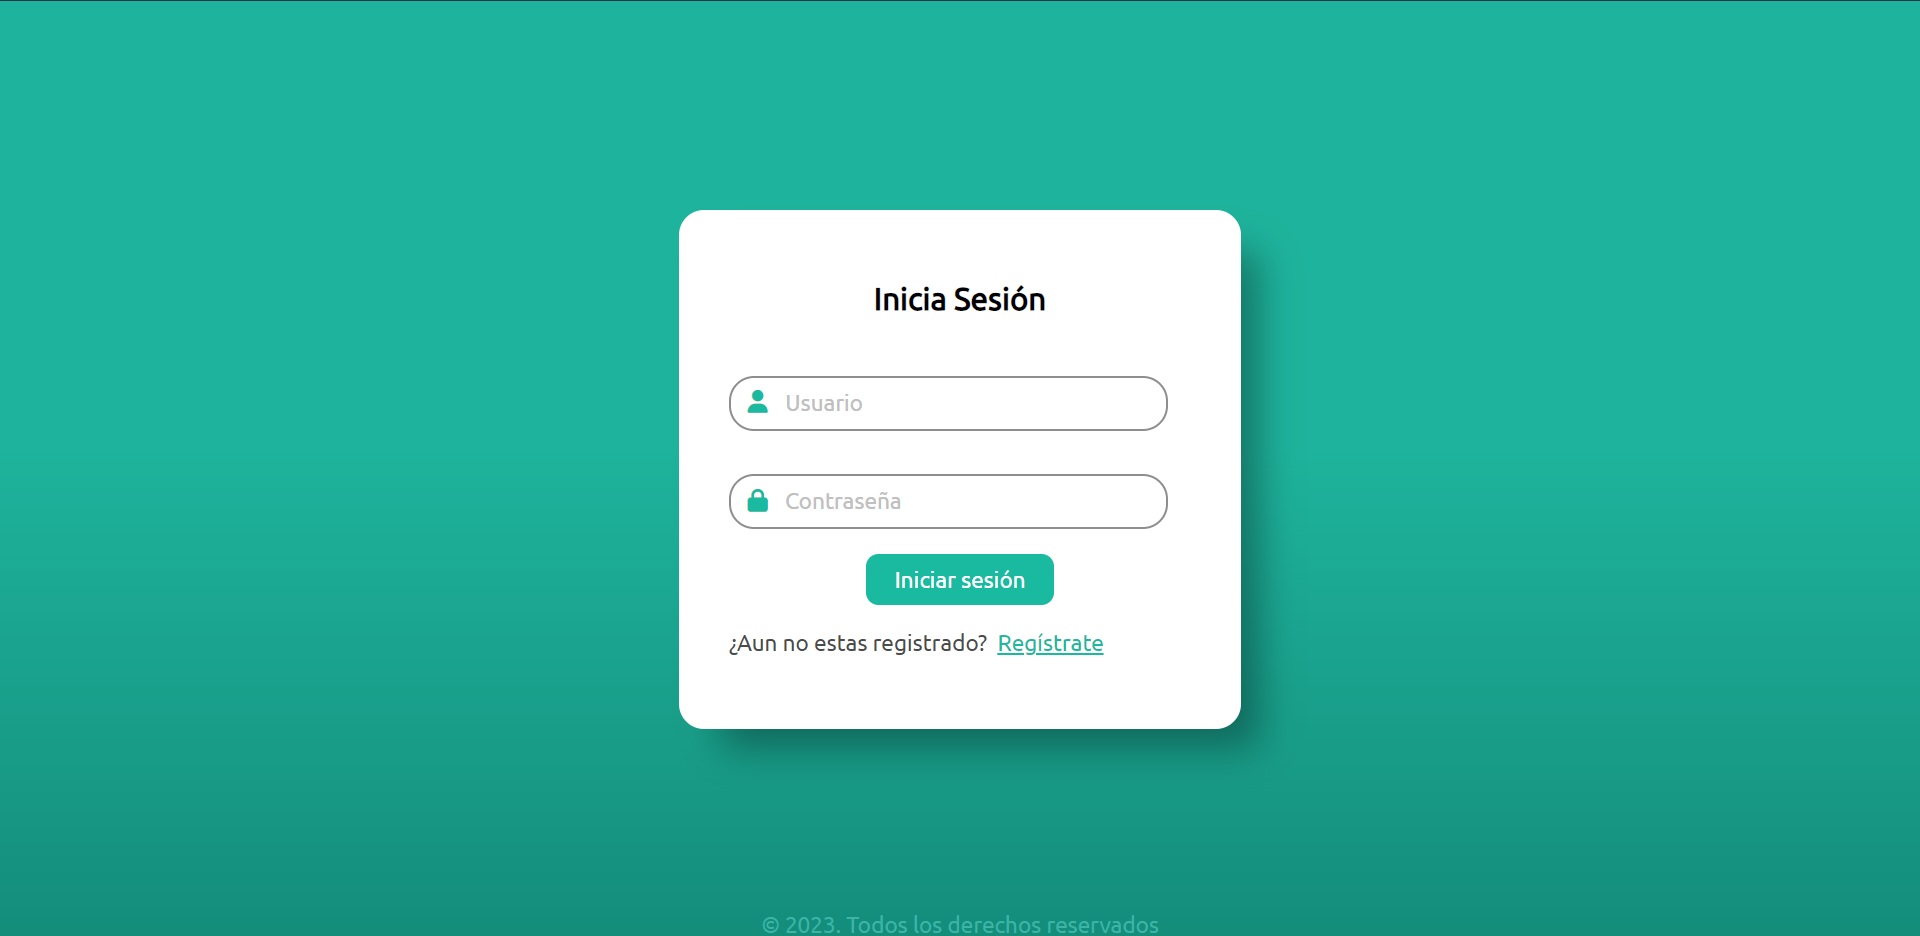 Inicia Sesión
Usuario
Contraseña
Iniciar sesión
¿Aun no estas registrado? Regístrate
© 2023. Todos los derechos reservados